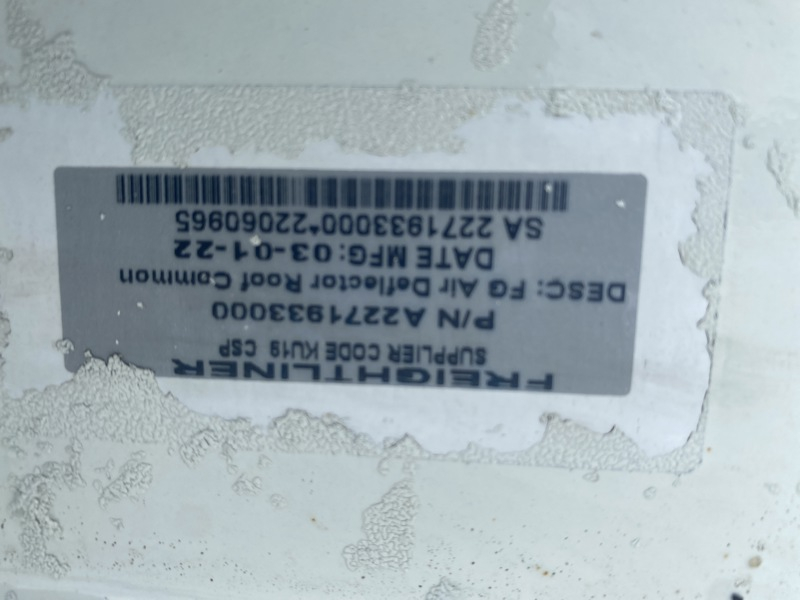 FREIGHTLINER
SUPPLIER CODE KU19 CSP
P/N A2271933000
DESC: FG Air Deflector Roof Common
DATE MFG: 03-01-22
SA 2271933000*22060965